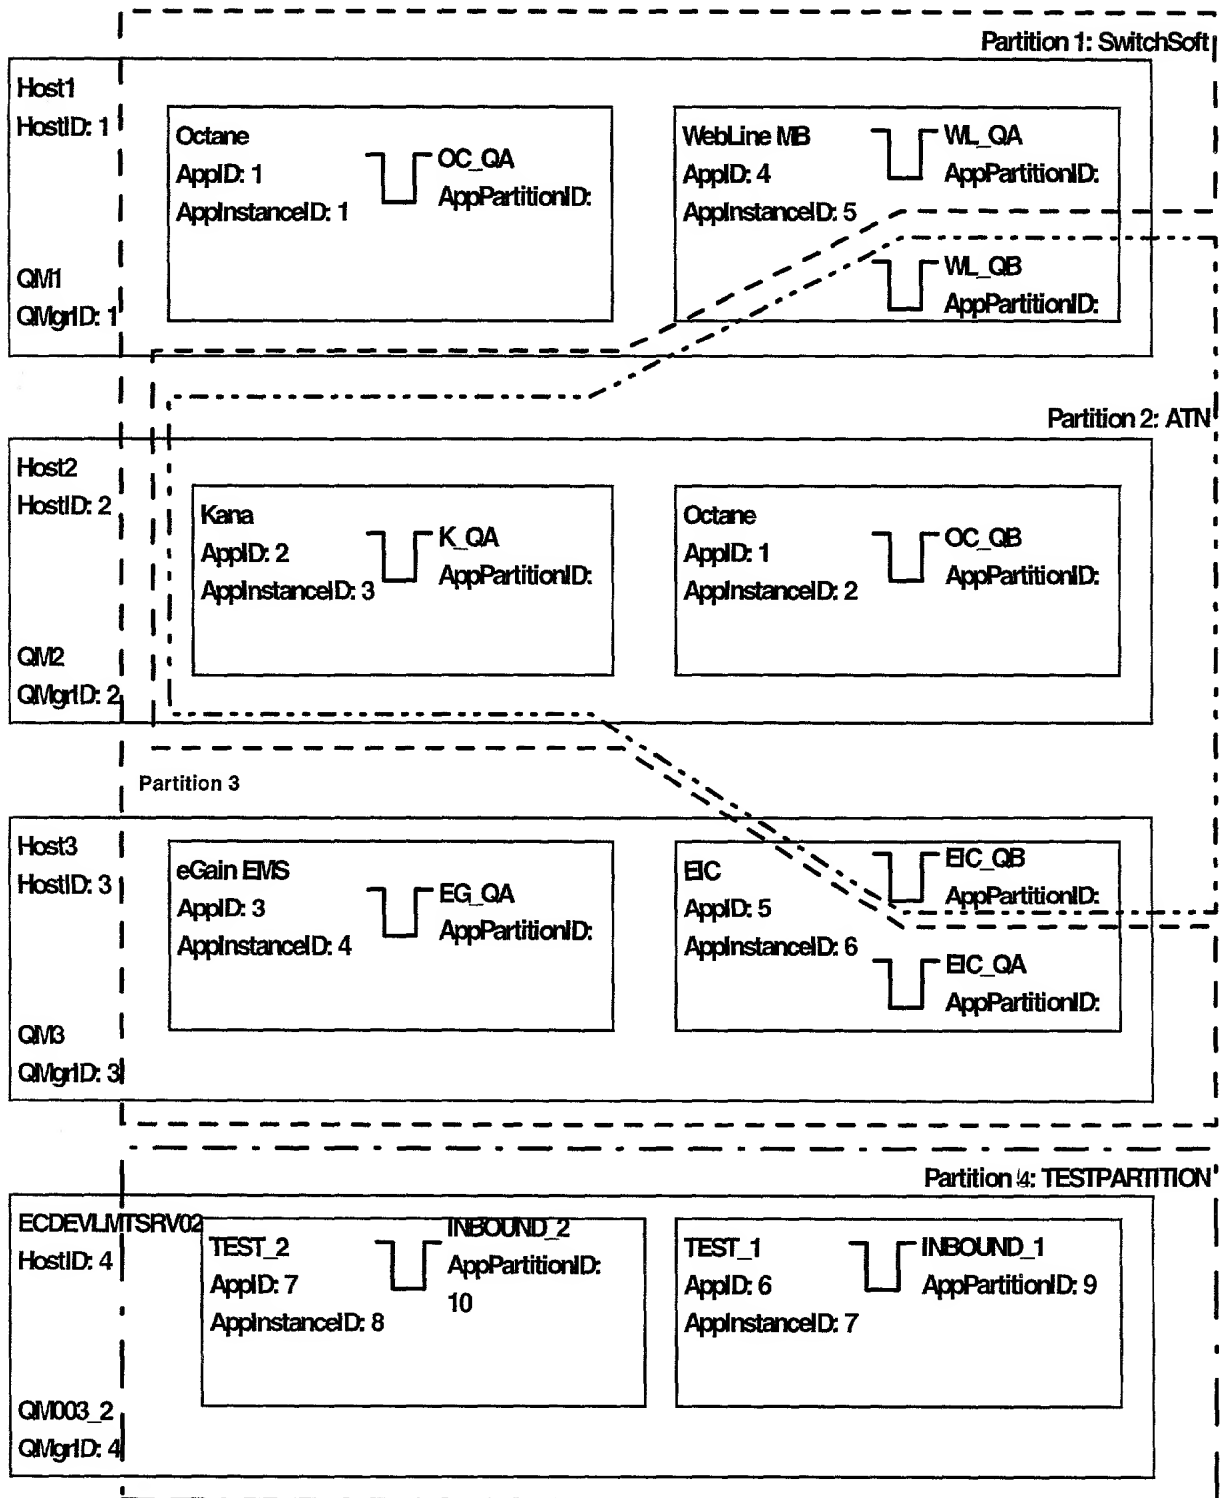 Partition 1: SwitchSoft
Host1
HostID: 1
Octane
AppID: 1
AppInstanceID: 1
OC_QA
AppPartitionID:
WebLine MB
AppID: 4
AppInstanceID: 5
WL_QA
AppPartitionID:
WL_QB
AppPartitionID:
QM1
QMgrID: 1
Partition 2: ATN
Host2
HostID: 2
Kana
AppID: 2
AppInstanceID: 3
K_QA
AppPartitionID:
Octane
AppID: 1
AppInstanceID: 2
OC_QB
AppPartitionID:
QM2
QMgrID: 2
Partition 3
Host3
HostID: 3
eGain EMS
AppID: 3
AppInstanceID: 4
EG_QA
AppPartitionID:
EIC
AppID: 5
AppInstanceID: 6
EIC_QB
AppPartitionID:
EIC_QA
AppPartitionID:
QM3
QMgrID: 3
Partition 4: TESTPARTITION
ECDEVLMTSRV02
HostID: 4
TEST_2
AppID: 7
AppInstanceID: 8
INBOUND_2
AppPartitionID:
10
TEST_1
AppID: 6
AppInstanceID: 7
INBOUND_1
AppPartitionID: 9
QM003_2
QMgrID: 4